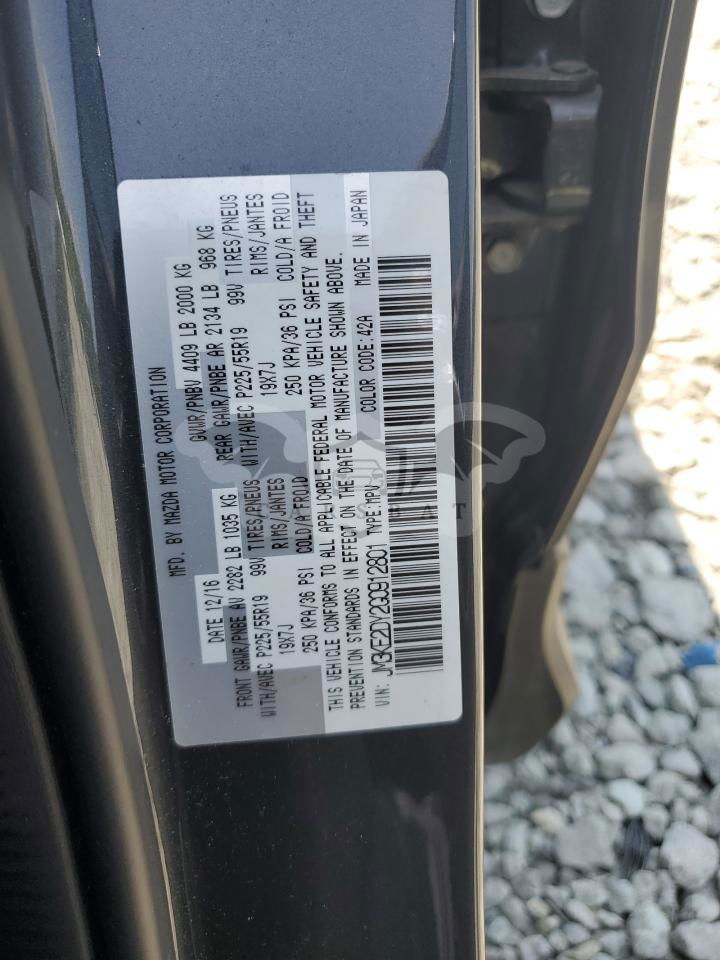 MFD. BY MAZDA MOTOR CORPORATION
DATE 12/16 GVWR/PNBV 4409 LB 2000 KG
FRONT GAWR/PNBE AV 2282 LB 1035 KG REAR GAWR/PNBE AR 2134 LB 968 KG
WITH/AVEC P225/55R19 99V TIRES/PNEUS WITH/AVEC P225/55R19 99V TIRES/PNEUS
19X7J RIMS/JANTES 19X7J RIMS/JANTES
250 KPA/36 PSI COLD/A FROID 250 KPA/36 PSI COLD/A FROID
THIS VEHICLE CONFORMS TO ALL APPLICABLE FEDERAL MOTOR VEHICLE SAFETY AND THEFT
PREVENTION STANDARDS IN EFFECT ON THE DATE OF MANUFACTURE SHOWN ABOVE.
VIN: JM3KE2DY2G0912801 TYPE:MPV COLOR CODE:42A MADE IN JAPAN